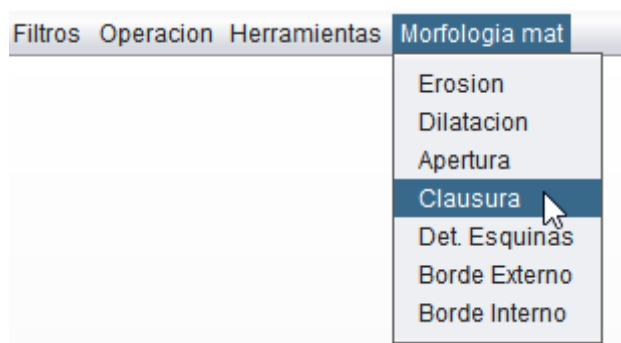 Filtros Operacion Herramientas Morfologia mat
Erosion
Dilatacion
Apertura
Clausura
Det. Esquinas
Borde Externo
Borde Interno